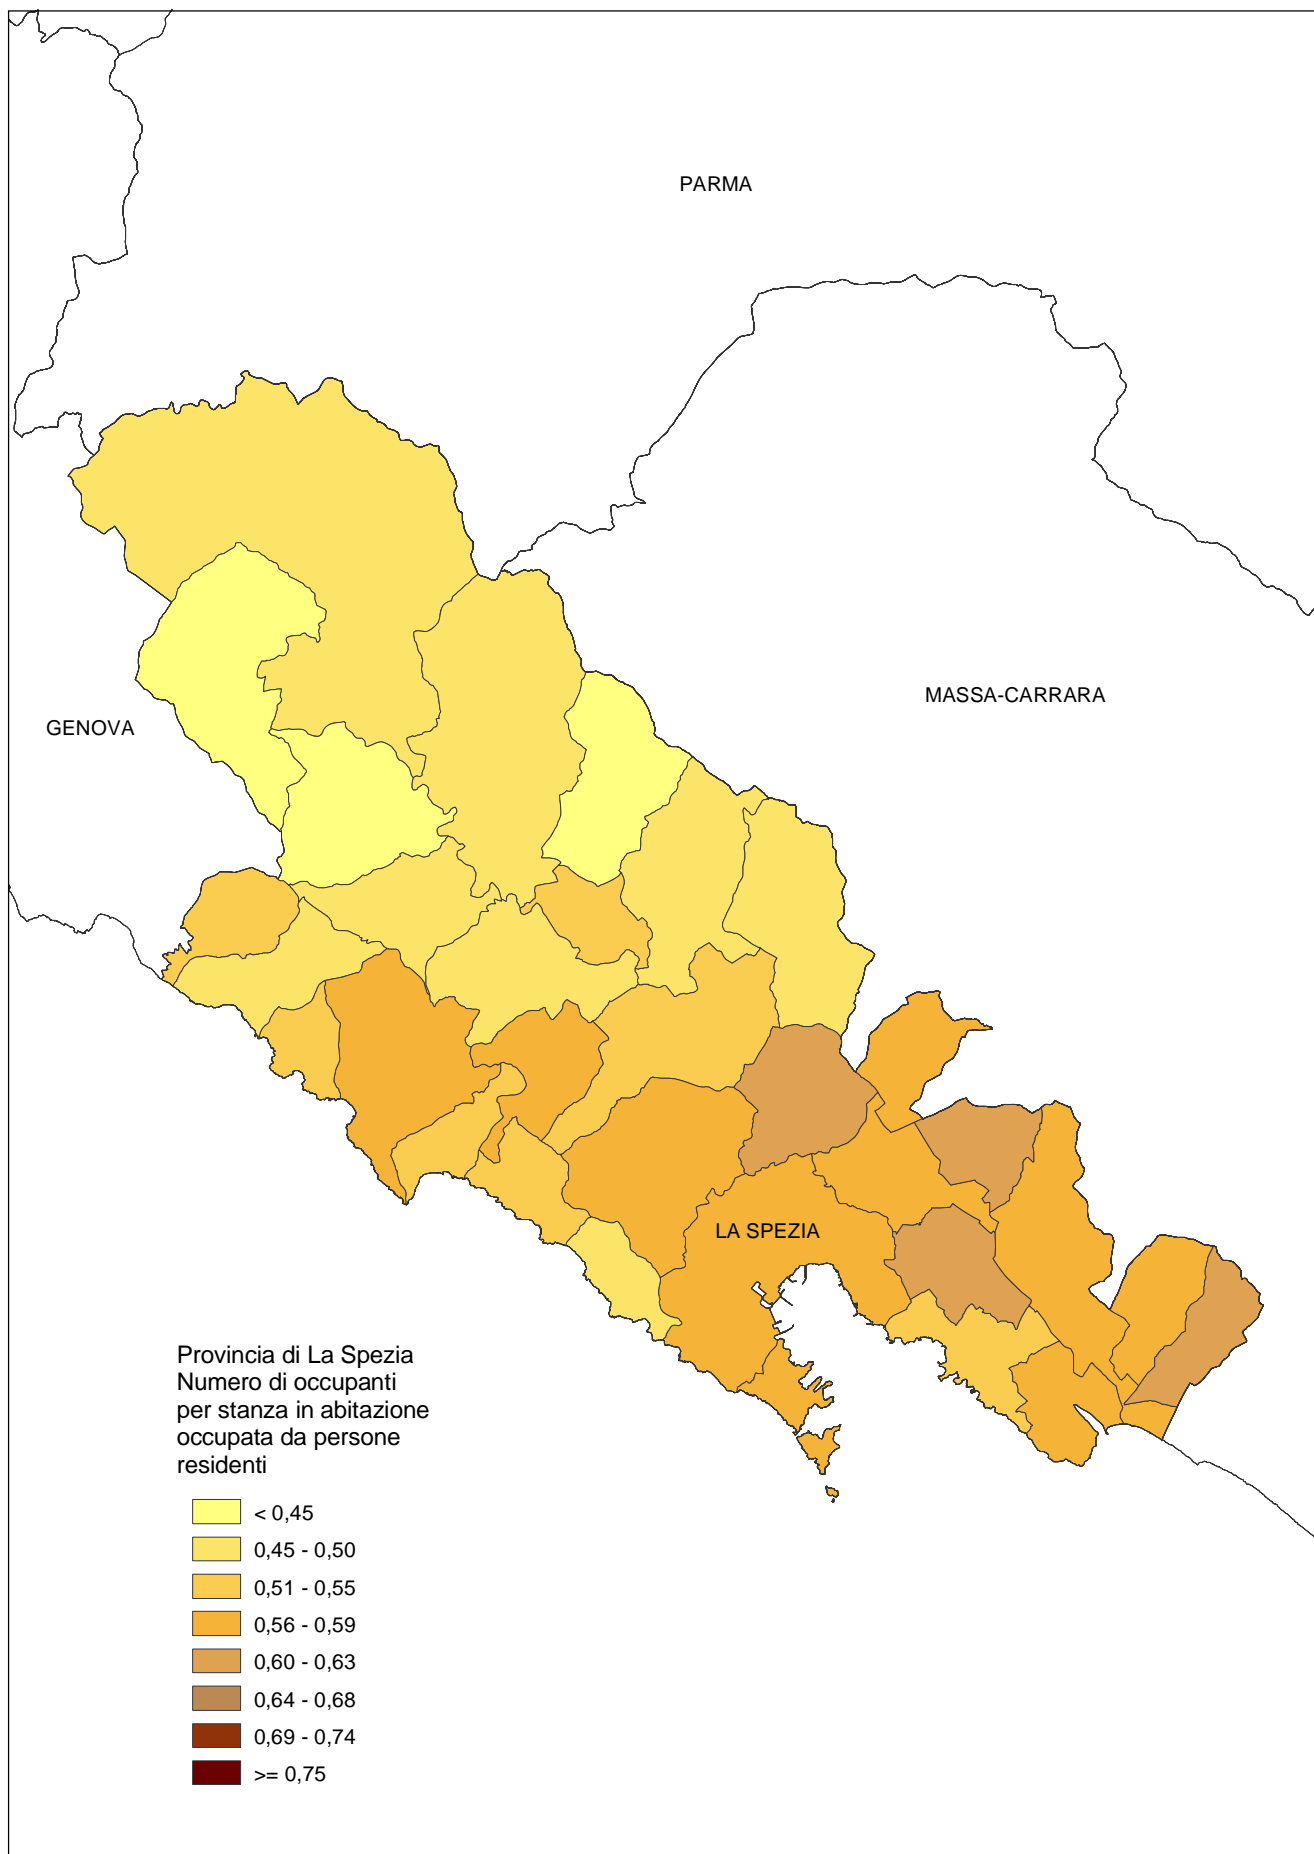 PARMA
MASSA-CARRARA
GENOVA
LA SPEZIA
Provincia di La Spezia
Numero di occupanti
per stanza in abitazione
occupata da persone
residenti
< 0,45
0,45 - 0,50
0,51 - 0,55
0,56 - 0,59
0,60 - 0,63
0,64 - 0,68
0,69 - 0,74
>= 0,75